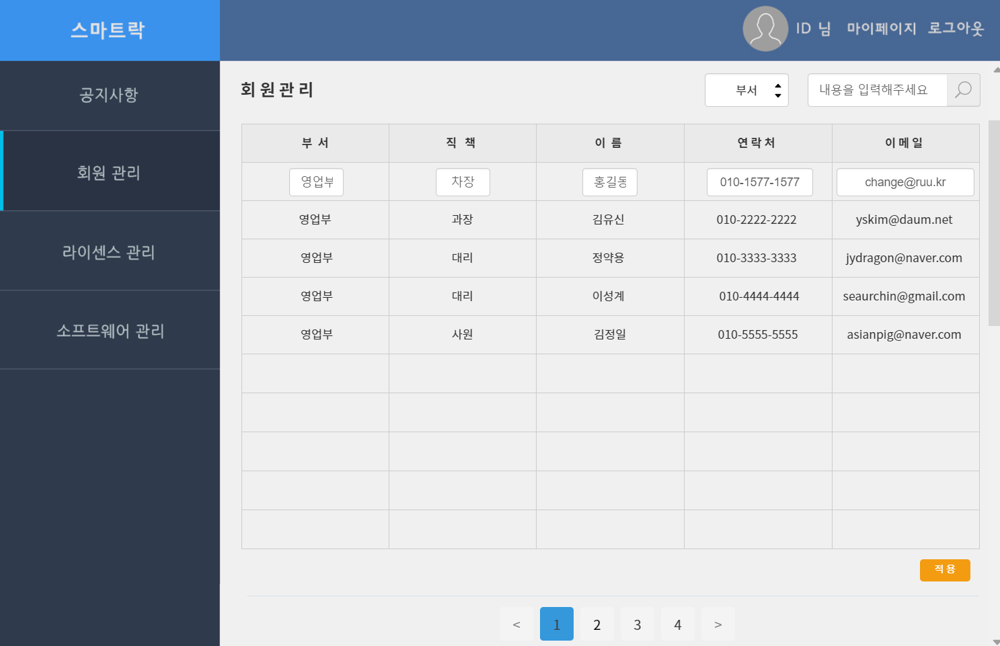 스마트락
ID 님 마이페이지 로그아웃
공지사항
회원 관리
라이센스 관리
소프트웨어 관리
회원관리
부서
내용을 입력해주세요
부서 직책 이름 연락처 이메일
영업부 차장 홍길동 010-1577-1577 change@ruu.kr
영업부 과장 김유신 010-2222-2222 yskim@daum.net
영업부 대리 정약용 010-3333-3333 jydragon@naver.com
영업부 대리 이성계 010-4444-4444 seaurchin@gmail.com
영업부 사원 김정일 010-5555-5555 asianpig@naver.com
적용
< 1 2 3 4 >